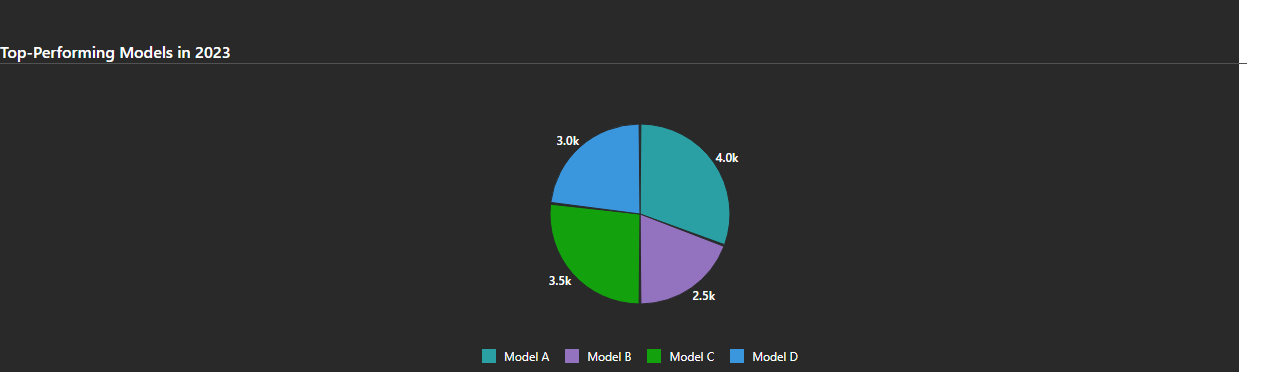 Top-Performing Models in 2023
3.0k
4.0k
3.5k
2.5k
Model A Model B Model C Model D